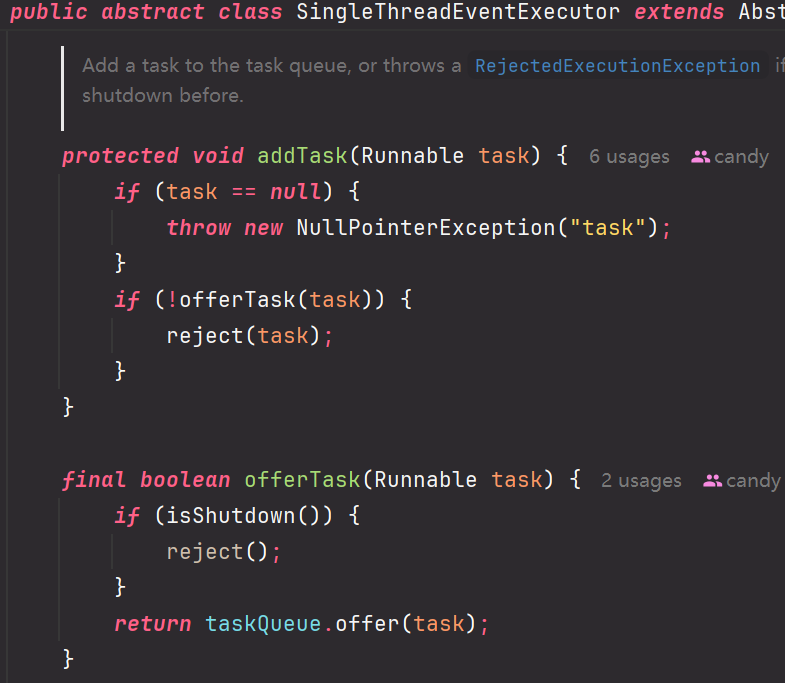 public abstract class SingleThreadEventExecutor extends Abst
Add a task to the task queue, or throws a RejectedExecutionException if
shutdown before.
protected void addTask(Runnable task) { 6 usages candy
if (task == null) {
throw new NullPointerException("task");
}
if (!offerTask(task)) {
reject(task);
}
}
final boolean offerTask(Runnable task) { 2 usages candy
if (isShutdown()) {
reject();
}
return taskQueue.offer(task);
}